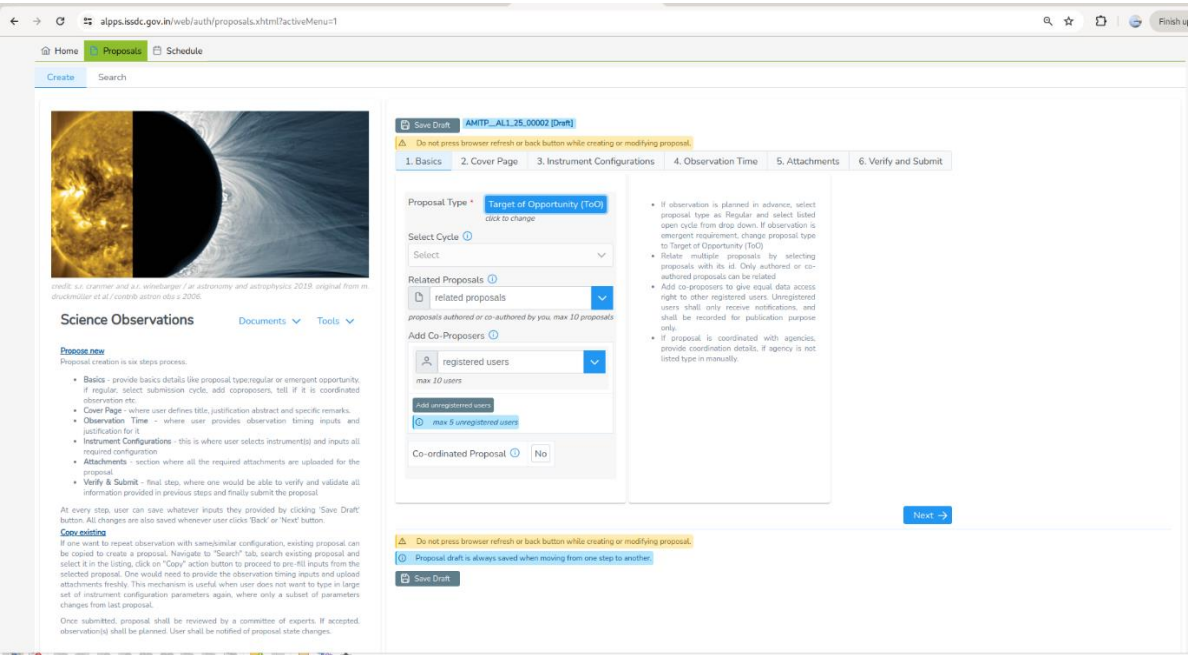 alpps.issdc.gov.in/web/auth/proposals.xhtml?activeMenu=1
Finish u
Home Proposals Schedule
Create Search
credit: s.r. cranmer and a.r. winebarger / ar astronomy and astrophysics 2019. original from m.
druckmüller et al / contrib astron obs s 2006.
Science Observations Documents Tools
Propose new
Proposal creation is six steps process.
• Basics - provide basics details like proposal type;regular or emergent opportunity,
if regular, select submission cycle, add coproposers, tell if it is coordinated
observation etc.
• Cover Page - where user defines title, justification abstract and specific remarks.
• Observation Time - where user provides observation timing inputs and
justification for it
• Instrument Configurations - this is where user selects instrument(s) and inputs all
required configuration
• Attachments - section where all the required attachments are uploaded for the
proposal
• Verify & Submit - final step, where one would be able to verify and validate all
information provided in previous steps and finally submit the proposal
At every step, user can save whatever inputs they provided by clicking 'Save Draft'
button. All changes are also saved whenever user clicks 'Back' or 'Next' button.
Copy existing
If one want to repeat observation with same/similar configuration, existing proposal can
be copied to create a proposal. Navigate to "Search" tab, search existing proposal and
select it in the listing, click on "Copy" action button to proceed to pre-fill inputs from the
selected proposal. One would need to provide the observation timing inputs and upload
attachments freshly. This mechanism is useful when user does not want to type in large
set of instrument configuration parameters again, where only a subset of parameters
changes from last proposal.
Once submitted, proposal shall be reviewed by a committee of experts. If accepted,
observation(s) shall be planned. User shall be notified of proposal state changes.
Save Draft AMITP__AL1_25_00002 [Draft]
Do not press browser refresh or back button while creating or modifying proposal.
1. Basics 2. Cover Page 3. Instrument Configurations 4. Observation Time 5. Attachments 6. Verify and Submit
Proposal Type * Target of Opportunity (ToO)
click to change
Select Cycle
Select
Related Proposals
related proposals
proposals authored or co-authored by you. max 10 proposals
Add Co-Proposers
registered users
max 10 users
Add unregisterred users
max 5 unregistered users
Co-ordinated Proposal No
• If observation is planned in advance, select
proposal type as Regular and select listed
open cycle from drop down. If observation is
emergent requirement, change proposal type
to Target of Opportunity (ToO)
• Relate multiple proposals by selecting
proposals with its id. Only authored or co-
authored proposals can be related
• Add co-proposers to give equal data access
right to other registered users. Unregistered
users shall only receive notifications, and
shall be recorded for publication purpose
only.
• If proposal is coordinated with agencies,
provide coordination details, if agency is not
listed type in manually.
Next →
Do not press browser refresh or back button while creating or modifying proposal.
Proposal draft is always saved when moving from one step to another.
Save Draft